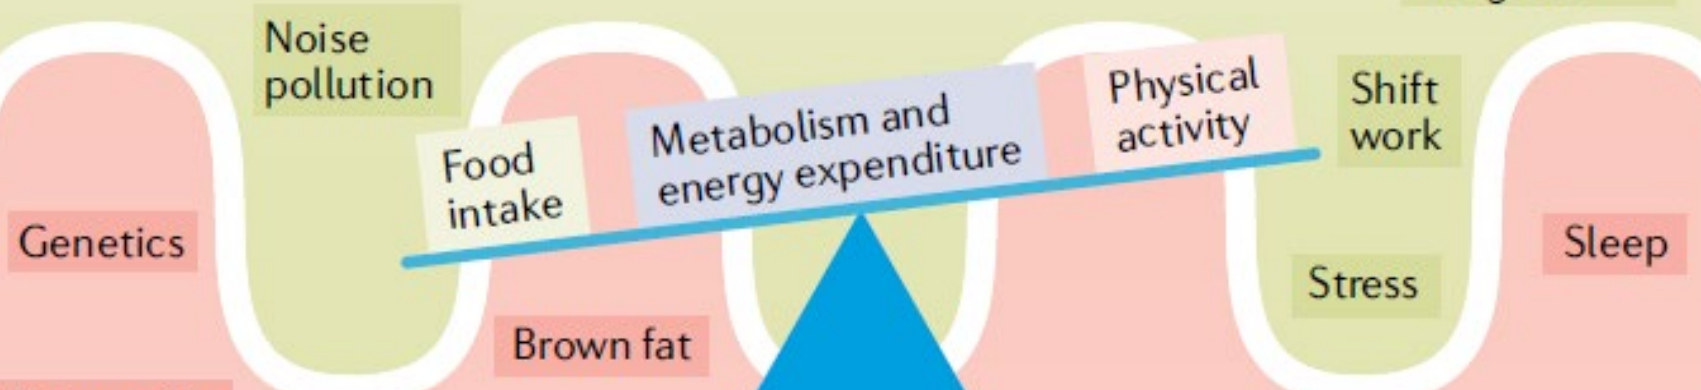 Noise
pollution
Food
intake
Metabolism and
energy expenditure
Physical
activity
Shift
work
Genetics
Sleep
Stress
Brown fat